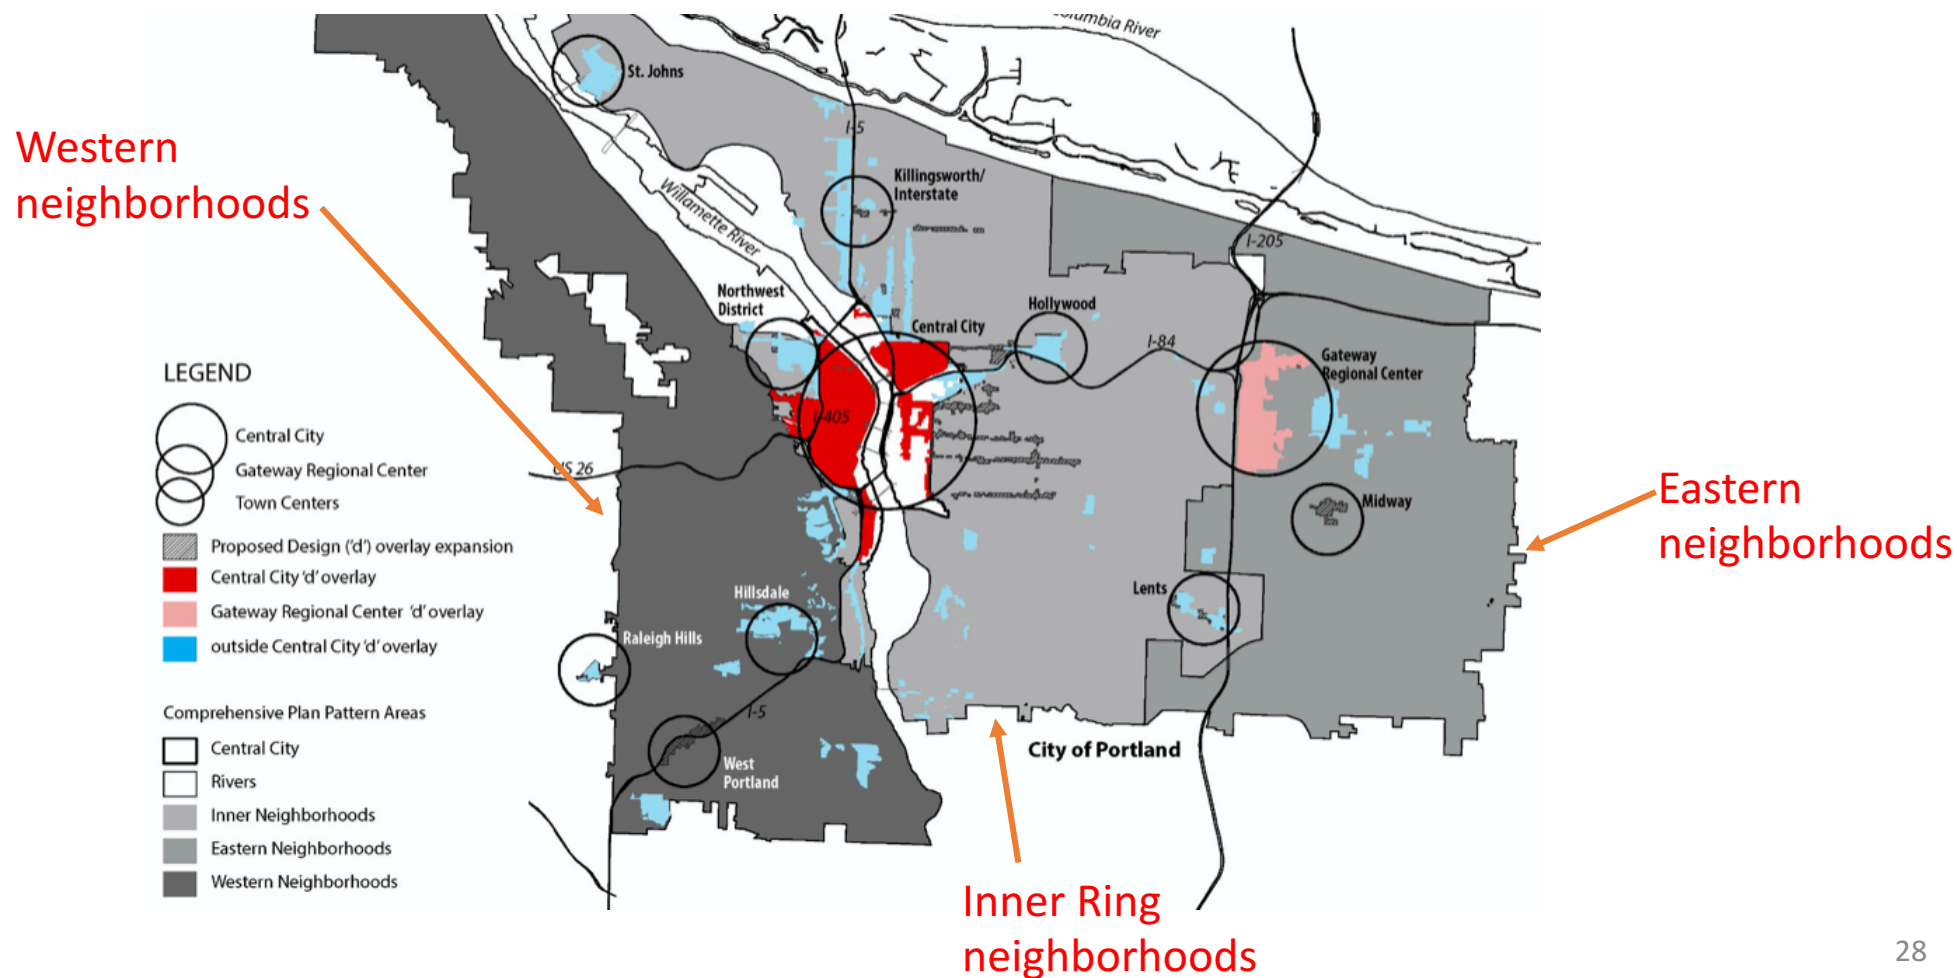 Columbia River
St. Johns
I-5
Western
neighborhoods
Killingsworth/
Interstate
Willamette River
I-205
Northwest
District
Hollywood
Central City
I-84
Gateway
Regional Center
I-405
US 26
Midway
Eastern
neighborhoods
Lents
Hillsdale
Raleigh Hills
I-5
West
Portland
City of Portland
LEGEND
Central City
Gateway Regional Center
Town Centers
Proposed Design ('d') overlay expansion
Central City 'd' overlay
Gateway Regional Center 'd' overlay
outside Central City 'd' overlay
Comprehensive Plan Pattern Areas
Central City
Rivers
Inner Neighborhoods
Eastern Neighborhoods
Western Neighborhoods
Inner Ring
neighborhoods
28